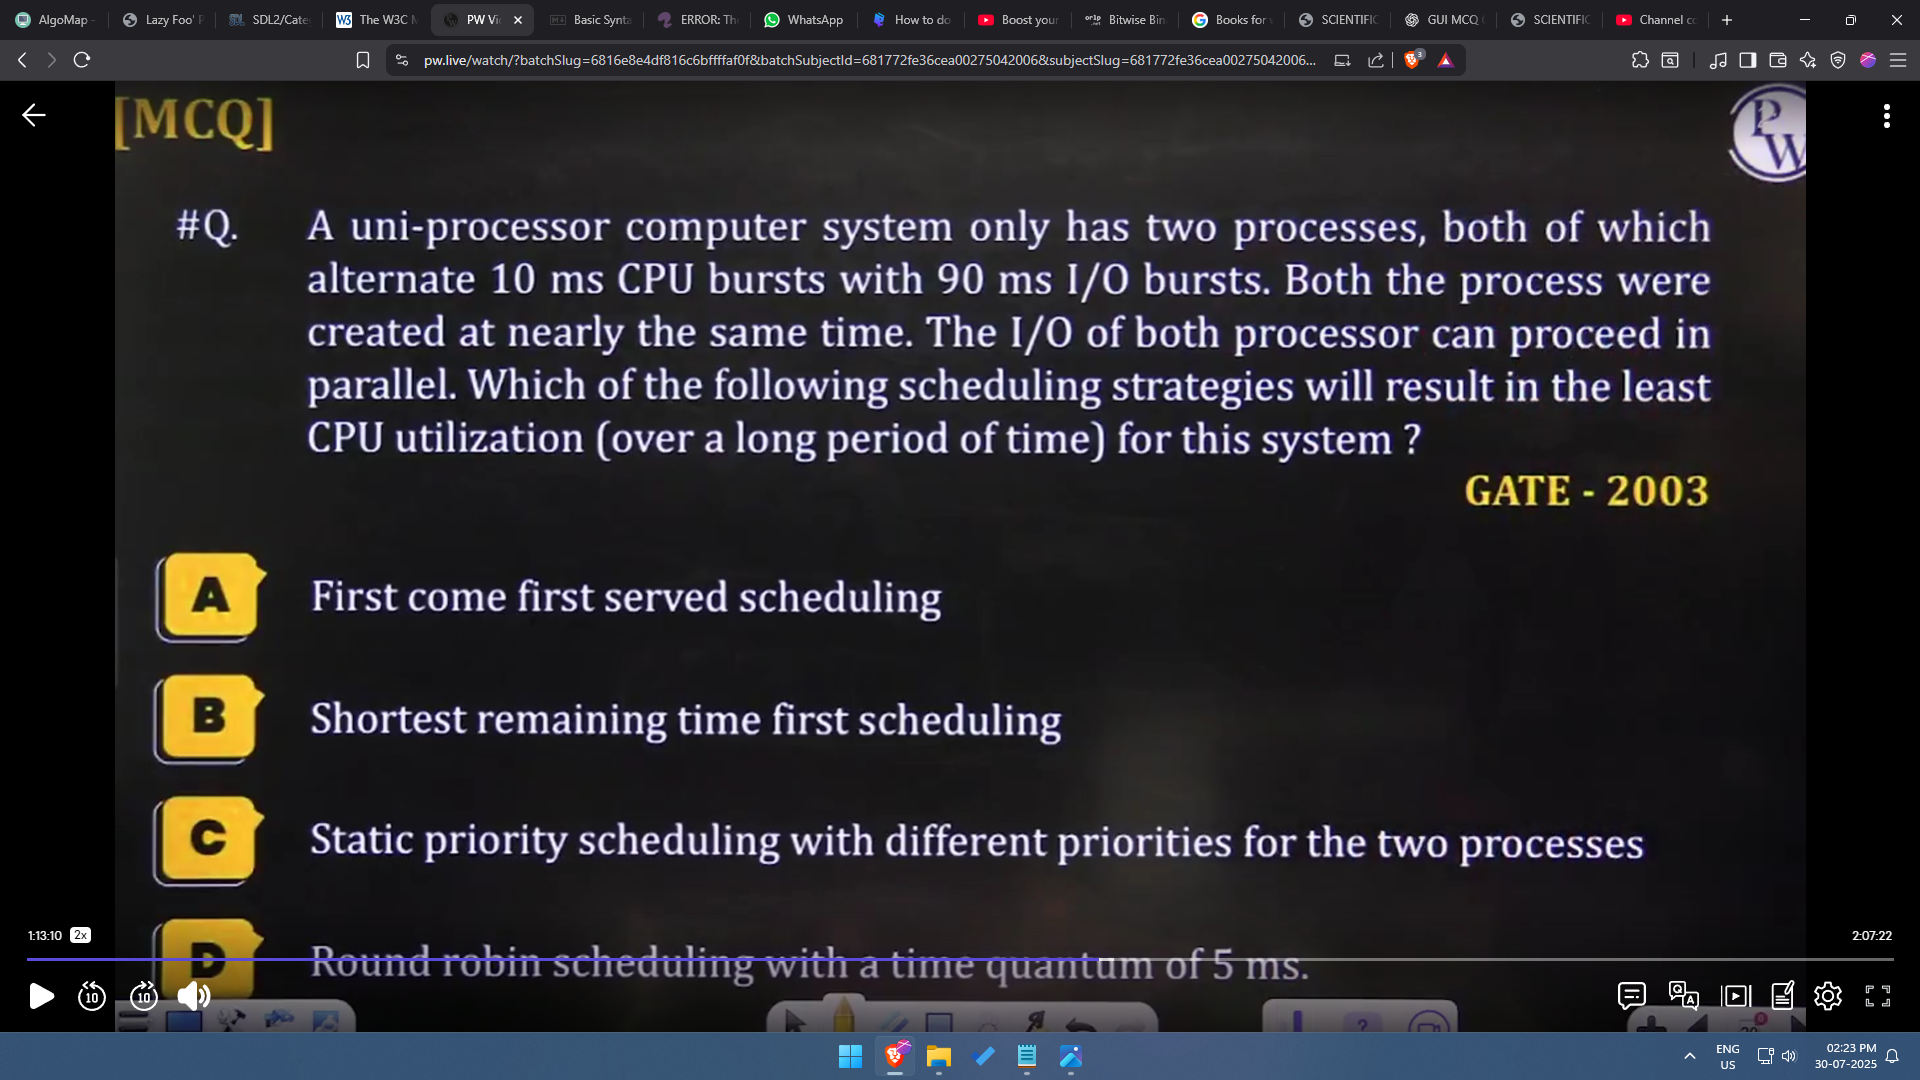 AlgoMap -
Lazy Foo' P
SDL2/Cate
The W3C M
PW Vi
Basic Synta
ERROR: Th
WhatsApp
How to do
Boost your
Bitwise Bin
Books for
SCIENTIFIC
GUI MCQ
SCIENTIFIC
Channel co
pw.live/watch/?batchSlug=6816e8e4df816c6bffffaf0f&batchSubjectId=681772fe36cea00275042006&subjectSlug=681772fe36cea00275042006...
3
[MCQ]
PW
#Q. A uni-processor computer system only has two processes, both of which
alternate 10 ms CPU bursts with 90 ms I/O bursts. Both the process were
created at nearly the same time. The I/O of both processor can proceed in
parallel. Which of the following scheduling strategies will result in the least
CPU utilization (over a long period of time) for this system ?
GATE - 2003
A First come first served scheduling
B Shortest remaining time first scheduling
C Static priority scheduling with different priorities for the two processes
1:13:10 2x
2:07:22
D Round robin scheduling with a time quantum of 5 ms.
10
10
ENG
US
02:23 PM
30-07-2025